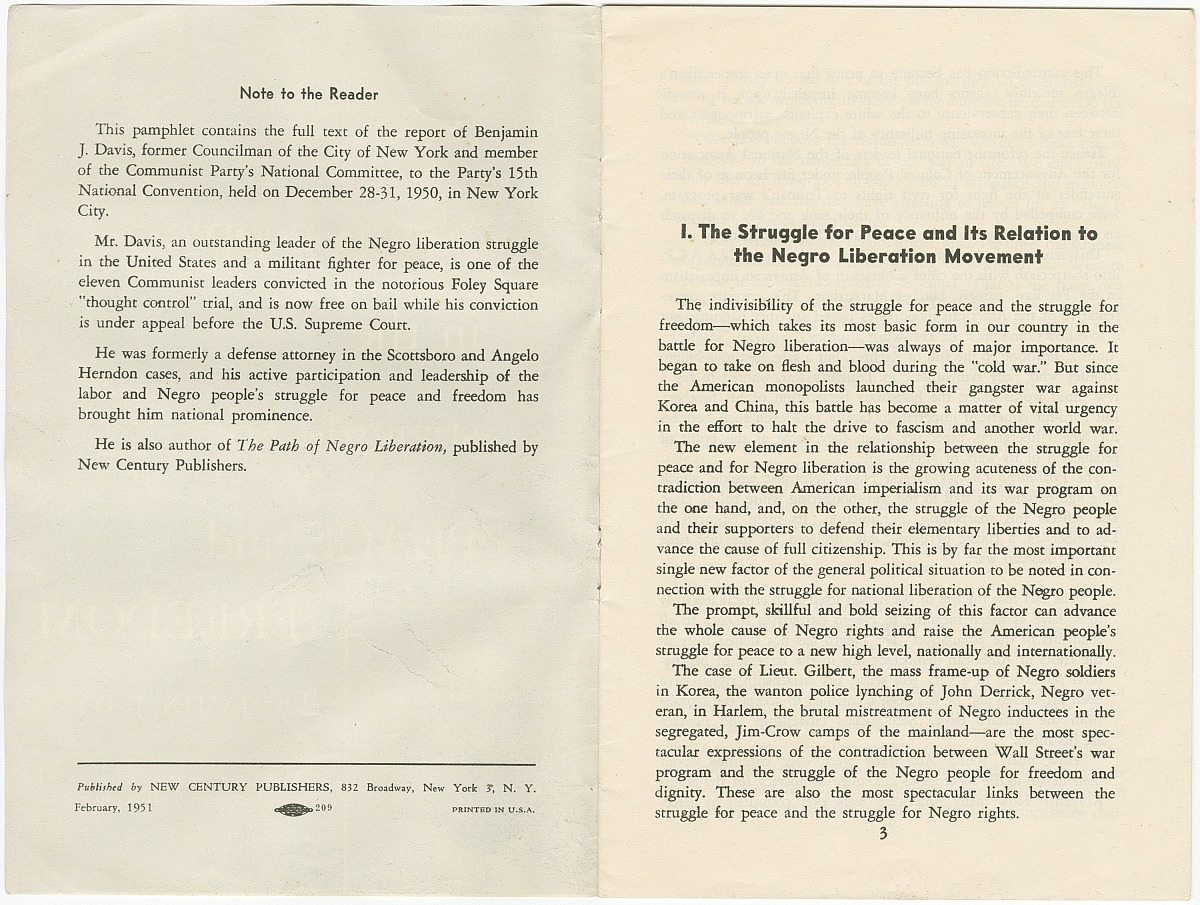 Note to the Reader
This pamphlet contains the full text of the report of Benjamin
J. Davis, former Councilman of the City of New York and member
of the Communist Party's National Committee, to the Party's 15th
National Convention, held on December 28-31, 1950, in New York
City.
Mr. Davis, an outstanding leader of the Negro liberation struggle
in the United States and a militant fighter for peace, is one of the
eleven Communist leaders convicted in the notorious Foley Square
"thought control" trial, and is now free on bail while his conviction
is under appeal before the U.S. Supreme Court.
He was formerly a defense attorney in the Scottsboro and Angelo
Herndon cases, and his active participation and leadership of the
labor and Negro people's struggle for peace and freedom has
brought him national prominence.
He is also author of The Path of Negro Liberation, published by
New Century Publishers.
Published by NEW CENTURY PUBLISHERS, 832 Broadway, New York 3, N. Y.
February, 1951 209 PRINTED IN U.S.A.
I. The Struggle for Peace and Its Relation to
the Negro Liberation Movement
The indivisibility of the struggle for peace and the struggle for
freedom—which takes its most basic form in our country in the
battle for Negro liberation—was always of major importance. It
began to take on flesh and blood during the "cold war." But since
the American monopolists launched their gangster war against
Korea and China, this battle has become a matter of vital urgency
in the effort to halt the drive to fascism and another world war.
The new element in the relationship between the struggle for
peace and for Negro liberation is the growing acuteness of the con-
tradiction between American imperialism and its war program on
the one hand, and, on the other, the struggle of the Negro people
and their supporters to defend their elementary liberties and to ad-
vance the cause of full citizenship. This is by far the most important
single new factor of the general political situation to be noted in con-
nection with the struggle for national liberation of the Negro people.
The prompt, skillful and bold seizing of this factor can advance
the whole cause of Negro rights and raise the American people's
struggle for peace to a new high level, nationally and internationally.
The case of Lieut. Gilbert, the mass frame-up of Negro soldiers
in Korea, the wanton police lynching of John Derrick, Negro vet-
eran, in Harlem, the brutal mistreatment of Negro inductees in the
segregated, Jim-Crow camps of the mainland—are the most spec-
tacular expressions of the contradiction between Wall Street's war
program and the struggle of the Negro people for freedom and
dignity. These are also the most spectacular links between the
struggle for peace and the struggle for Negro rights.
3